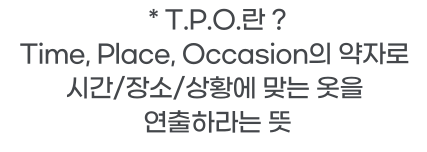 * T.P.O.란 ?
Time, Place, Occasion의 약자로
시간/장소/상황에 맞는 옷을
연출하라는 뜻